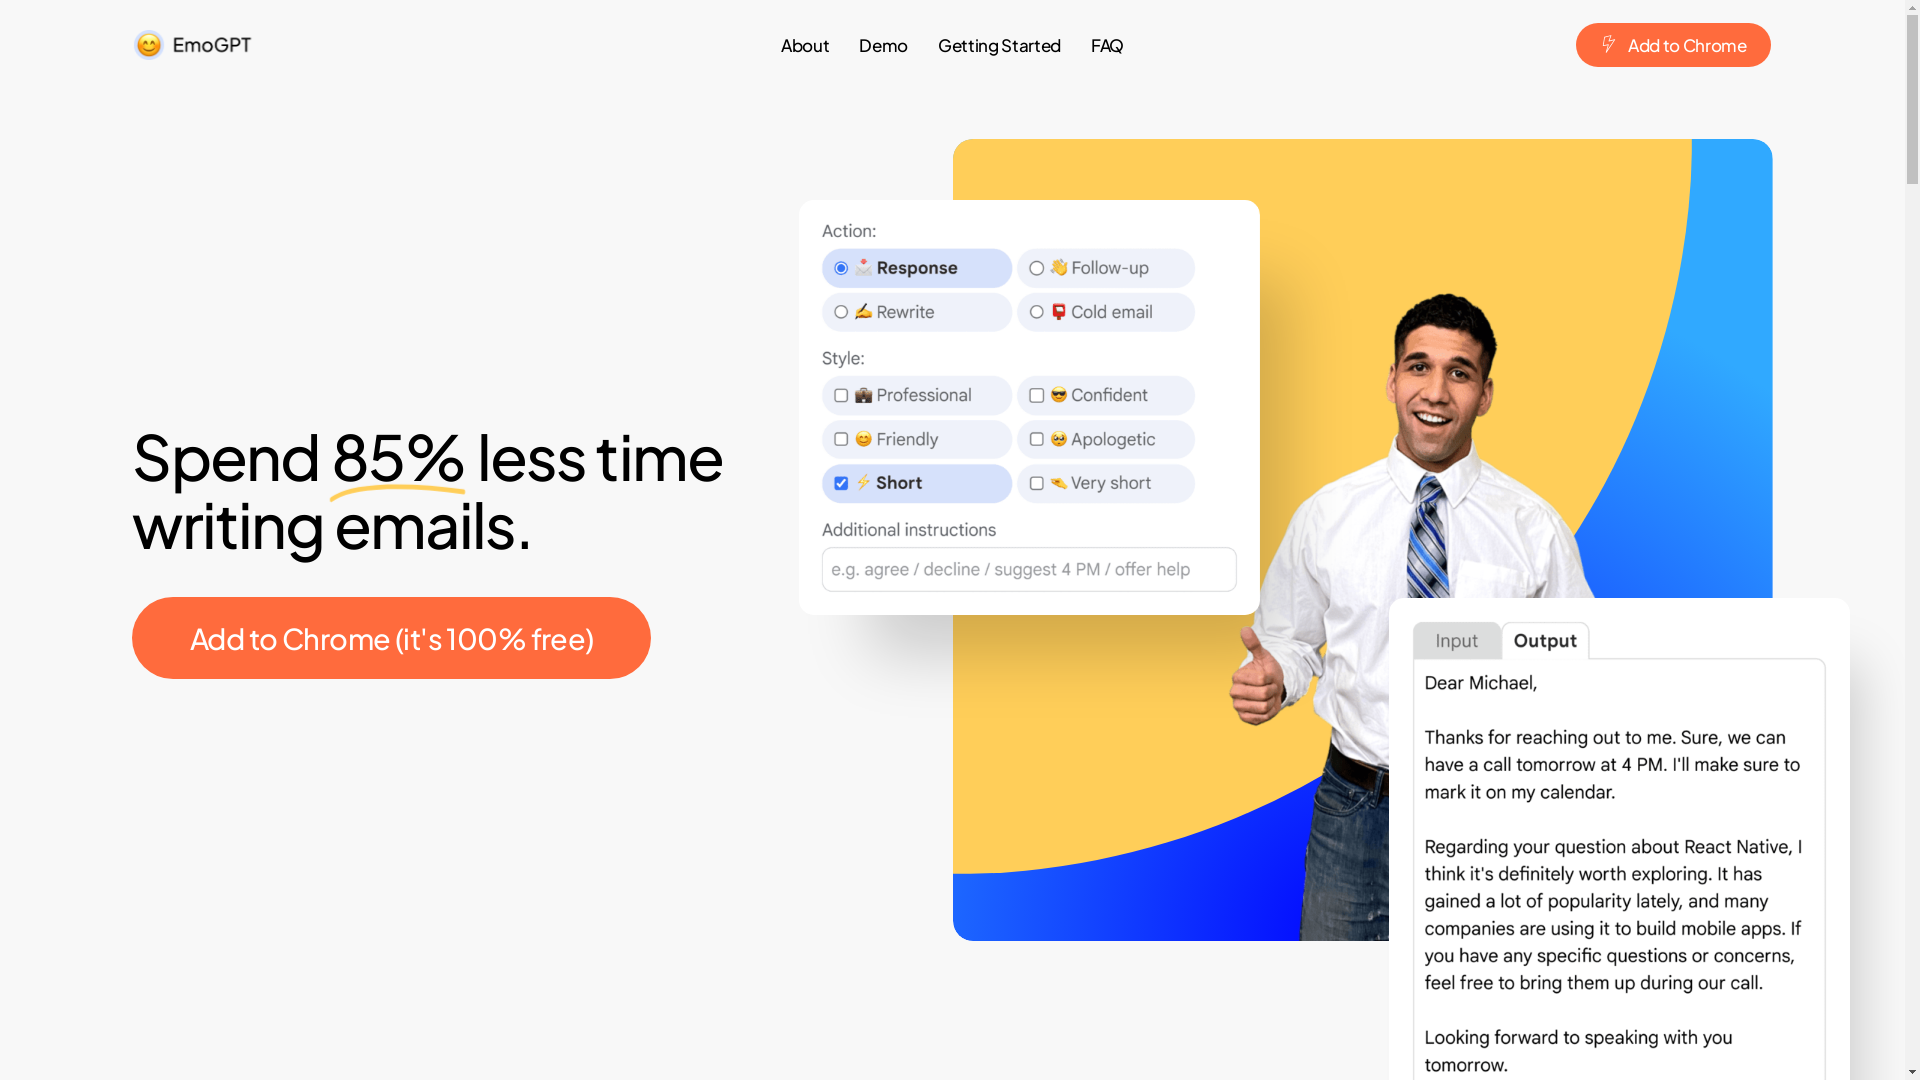 EmoGPT
About
Demo
Getting Started
FAQ
Add to Chrome
Spend 85% less time
writing emails.
Add to Chrome (it's 100% free)
Action:
Response
Follow-up
Rewrite
Cold email
Style:
Professional
Confident
Friendly
Apologetic
Short
Very short
Additional instructions
e.g. agree / decline / suggest 4 PM / offer help
Input
Output
Dear Michael,
Thanks for reaching out to me. Sure, we can
have a call tomorrow at 4 PM. I'll make sure to
mark it on my calendar.
Regarding your question about React Native, I
think it's definitely worth exploring. It has
gained a lot of popularity lately, and many
companies are using it to build mobile apps. If
you have any specific questions or concerns,
feel free to bring them up during our call.
Looking forward to speaking with you
tomorrow.